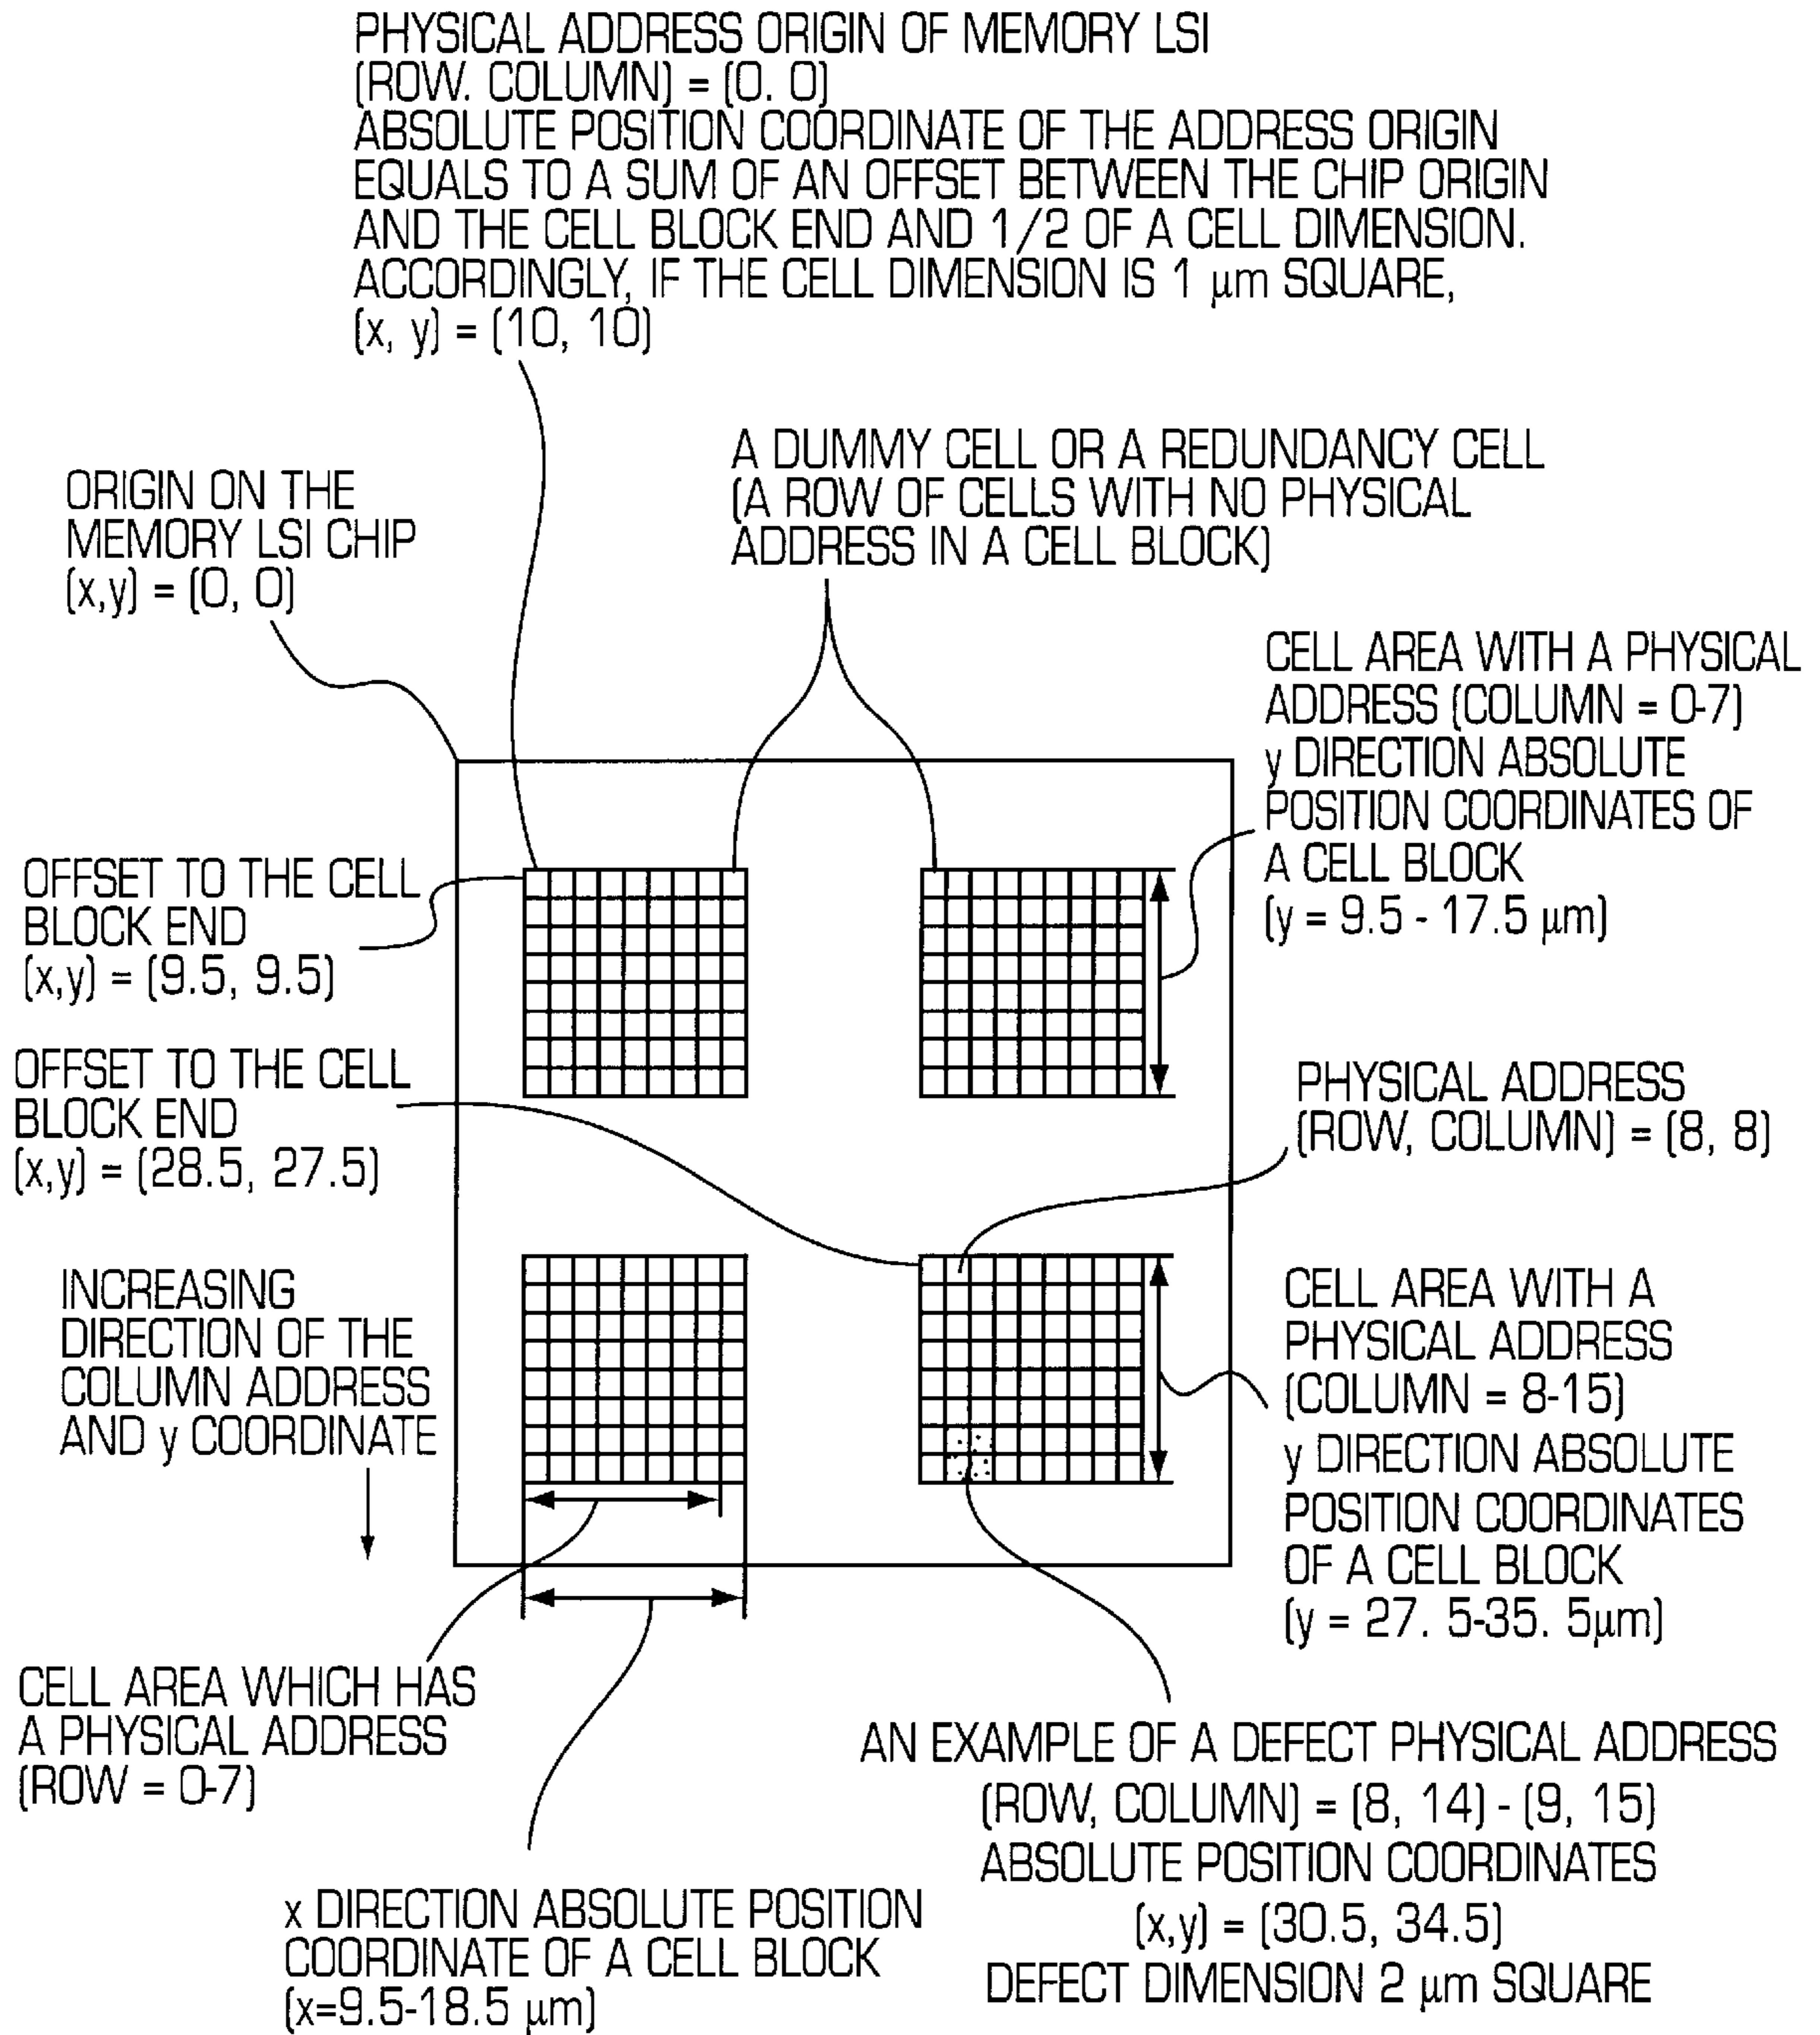 PHYSICAL ADDRESS ORIGIN OF MEMORY LSI
(ROW. COLUMN) = (0. 0)
ABSOLUTE POSITION COORDINATE OF THE ADDRESS ORIGIN
EQUALS TO A SUM OF AN OFFSET BETWEEN THE CHIP ORIGIN
AND THE CELL BLOCK END AND 1/2 OF A CELL DIMENSION.
ACCORDINGLY, IF THE CELL DIMENSION IS 1 µm SQUARE,
(x, y) = (10, 10)
A DUMMY CELL OR A REDUNDANCY CELL
(A ROW OF CELLS WITH NO PHYSICAL
ADDRESS IN A CELL BLOCK)
ORIGIN ON THE
MEMORY LSI CHIP
(x,y) = (0, 0)
CELL AREA WITH A PHYSICAL
ADDRESS (COLUMN = 0-7)
y DIRECTION ABSOLUTE
POSITION COORDINATES OF
A CELL BLOCK
(y = 9.5 - 17.5 µm)
OFFSET TO THE CELL
BLOCK END
(x,y) = (9.5, 9.5)
OFFSET TO THE CELL
BLOCK END
(x,y) = (28.5, 27.5)
PHYSICAL ADDRESS
(ROW, COLUMN) = (8, 8)
INCREASING
DIRECTION OF THE
COLUMN ADDRESS
AND y COORDINATE
CELL AREA WITH A
PHYSICAL ADDRESS
(COLUMN = 8-15)
y DIRECTION ABSOLUTE
POSITION COORDINATES
OF A CELL BLOCK
(y = 27. 5-35. 5µm)
CELL AREA WHICH HAS
A PHYSICAL ADDRESS
(ROW = 0-7)
x DIRECTION ABSOLUTE POSITION
COORDINATE OF A CELL BLOCK
(x=9.5-18.5 µm)
AN EXAMPLE OF A DEFECT PHYSICAL ADDRESS
(ROW, COLUMN) = (8, 14) - (9, 15)
ABSOLUTE POSITION COORDINATES
(x,y) = (30.5, 34.5)
DEFECT DIMENSION 2 µm SQUARE